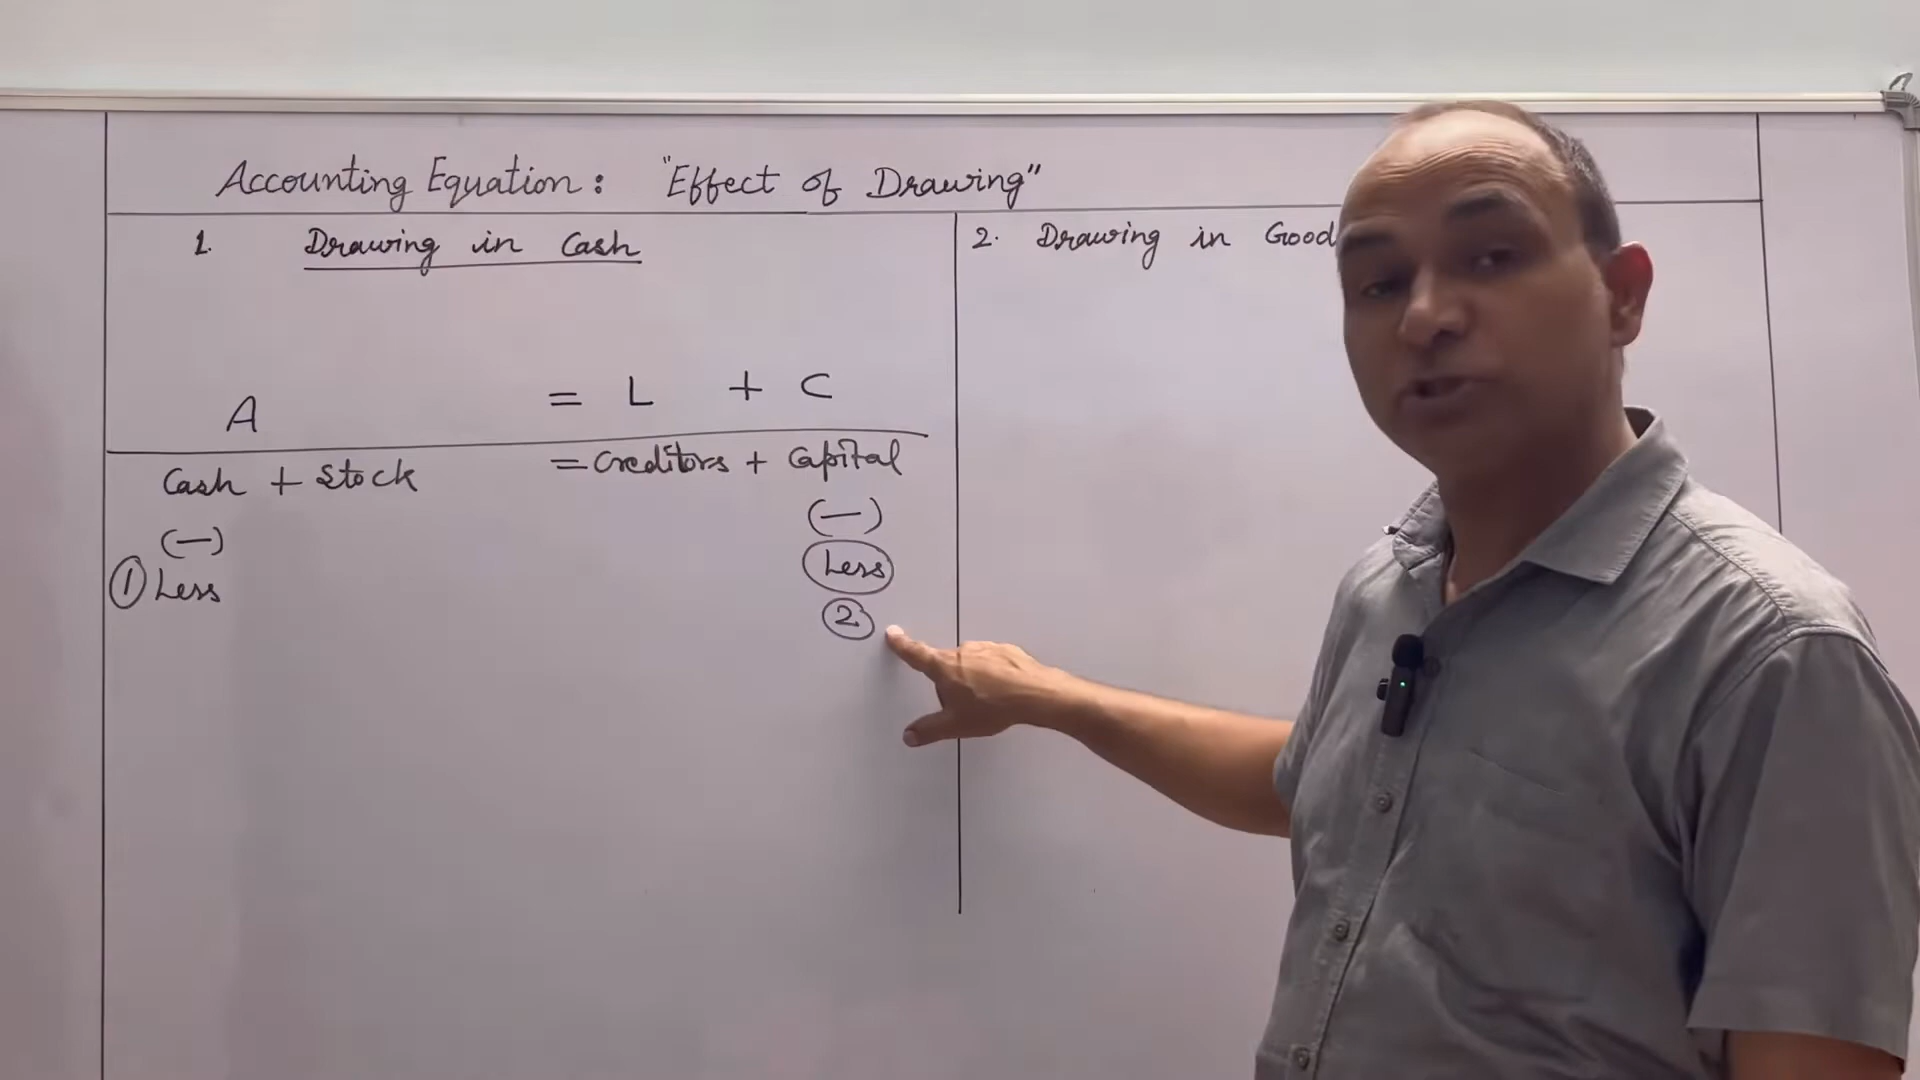 Accounting Equation: "Effect of Drawing"
1. Drawing in Cash
A = L + C
Cash + Stock = Creditors + Capital
(—) (—)
① Less Less
②
2. Drawing in Good